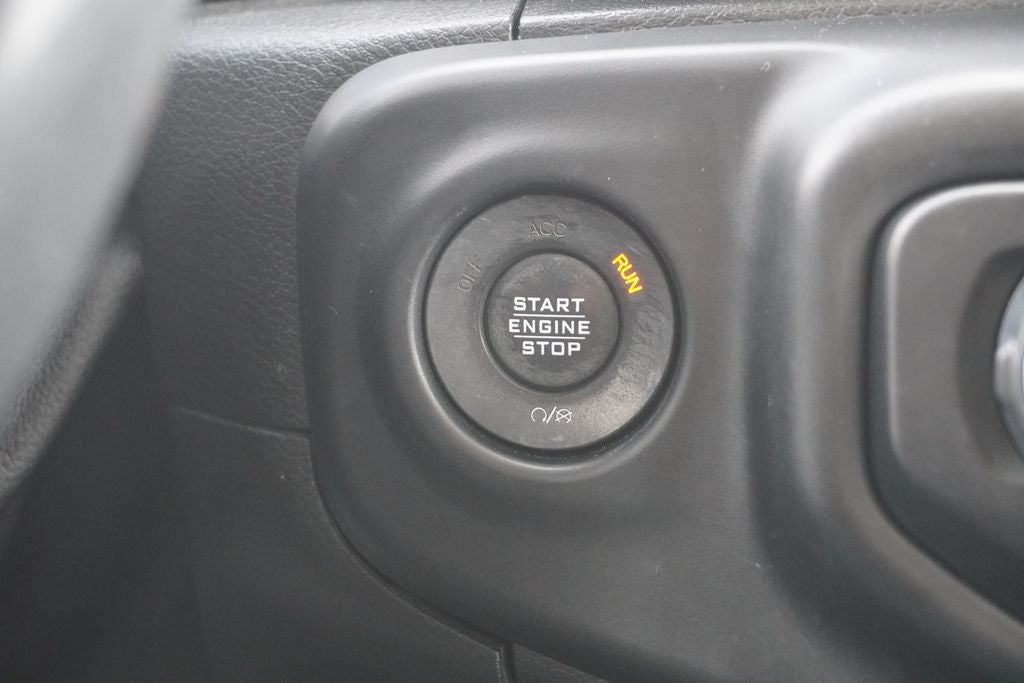 ACC
OFF
RUN
START
ENGINE
STOP